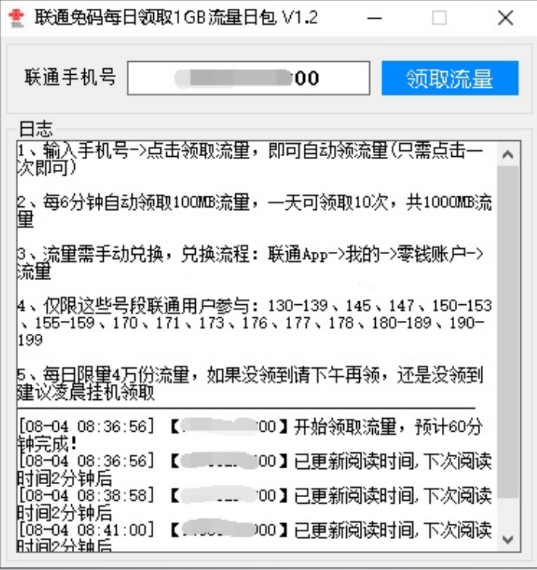 联通免码每日领取1GB流量日包 V1.2
联通手机号 00 领取流量
日志
1、输入手机号->点击领取流量，即可自动领流量(只需点击一
次即可)
2、每6分钟自动领取100MB流量，一天可领取10次，共1000MB流
量
3、流量需手动兑换，兑换流程：联通App->我的->零钱账户->
流量
4、仅限这些号段联通用户参与：130-139、145、147、150-153
、155-159、170、171、173、176、177、178、180-189、190-
199
5、每日限量4万份流量，如果没领到请下午再领，还是没领到
建议凌晨挂机领取
[08-04 08:36:56] 【00】开始领取流量，预计60分
钟完成!
[08-04 08:36:56] 【00】已更新阅读时间,下次阅读
时间2分钟后
[08-04 08:38:58] 【00】已更新阅读时间,下次阅读
时间2分钟后
[08-04 08:41:00] 【900】已更新阅读时间,下次阅读
时间2分钟后